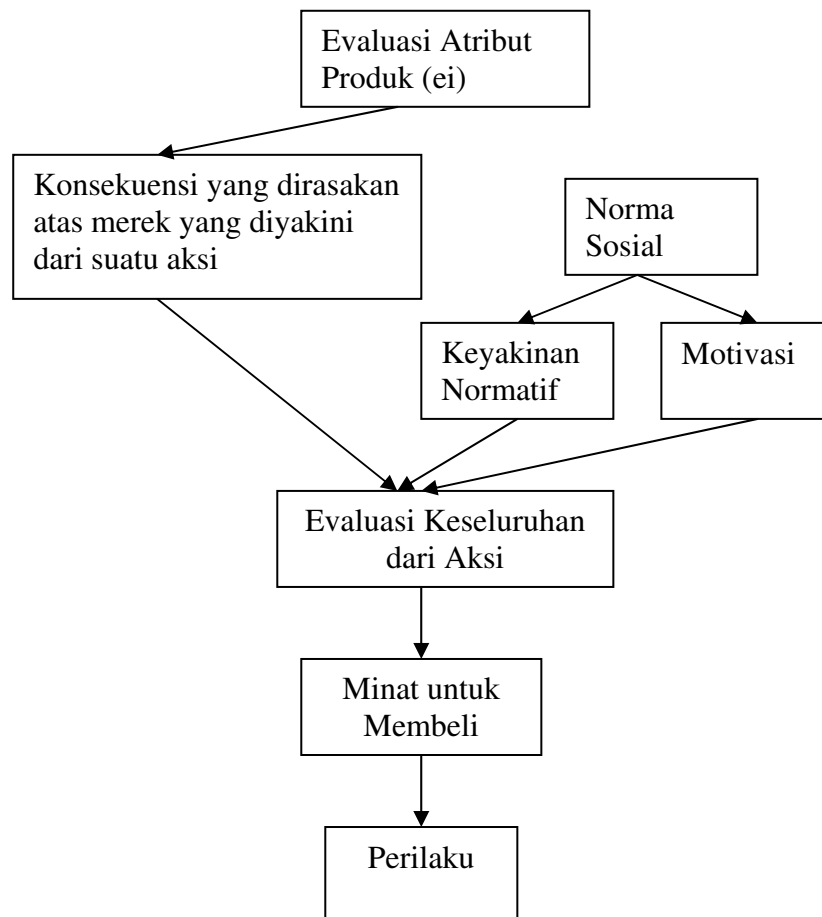 Evaluasi Atribut
Produk (ei)
Konsekuensi yang dirasakan
atas merek yang diyakini
dari suatu aksi
Norma
Sosial
Keyakinan
Normatif
Motivasi
Evaluasi Keseluruhan
dari Aksi
Minat untuk
Membeli
Perilaku